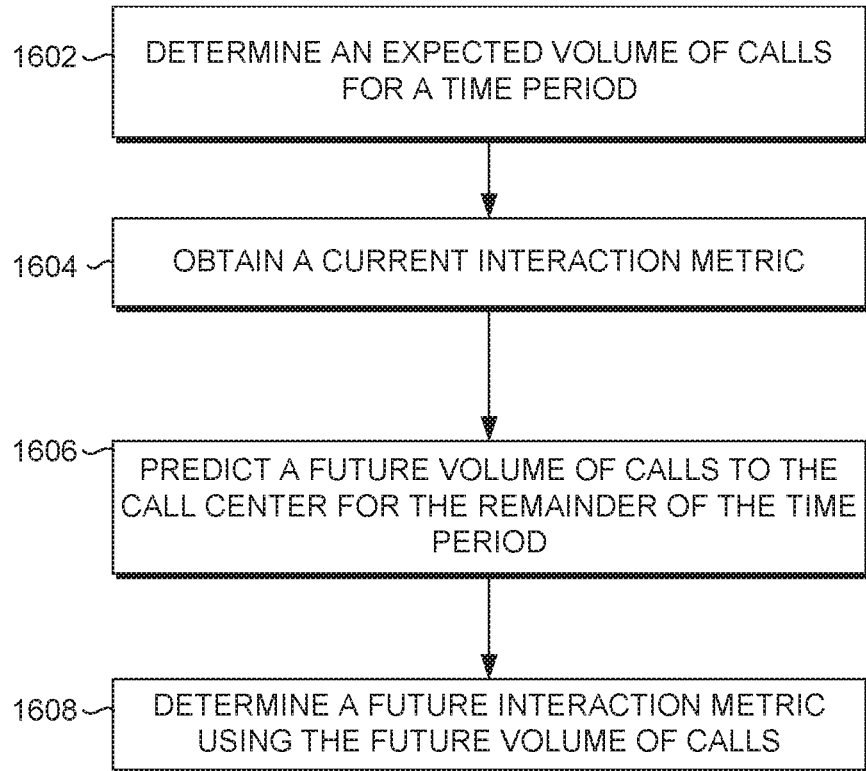 1602
DETERMINE AN EXPECTED VOLUME OF CALLS
FOR A TIME PERIOD
1604
OBTAIN A CURRENT INTERACTION METRIC
1606
PREDICT A FUTURE VOLUME OF CALLS TO THE
CALL CENTER FOR THE REMAINDER OF THE TIME
PERIOD
1608
DETERMINE A FUTURE INTERACTION METRIC
USING THE FUTURE VOLUME OF CALLS